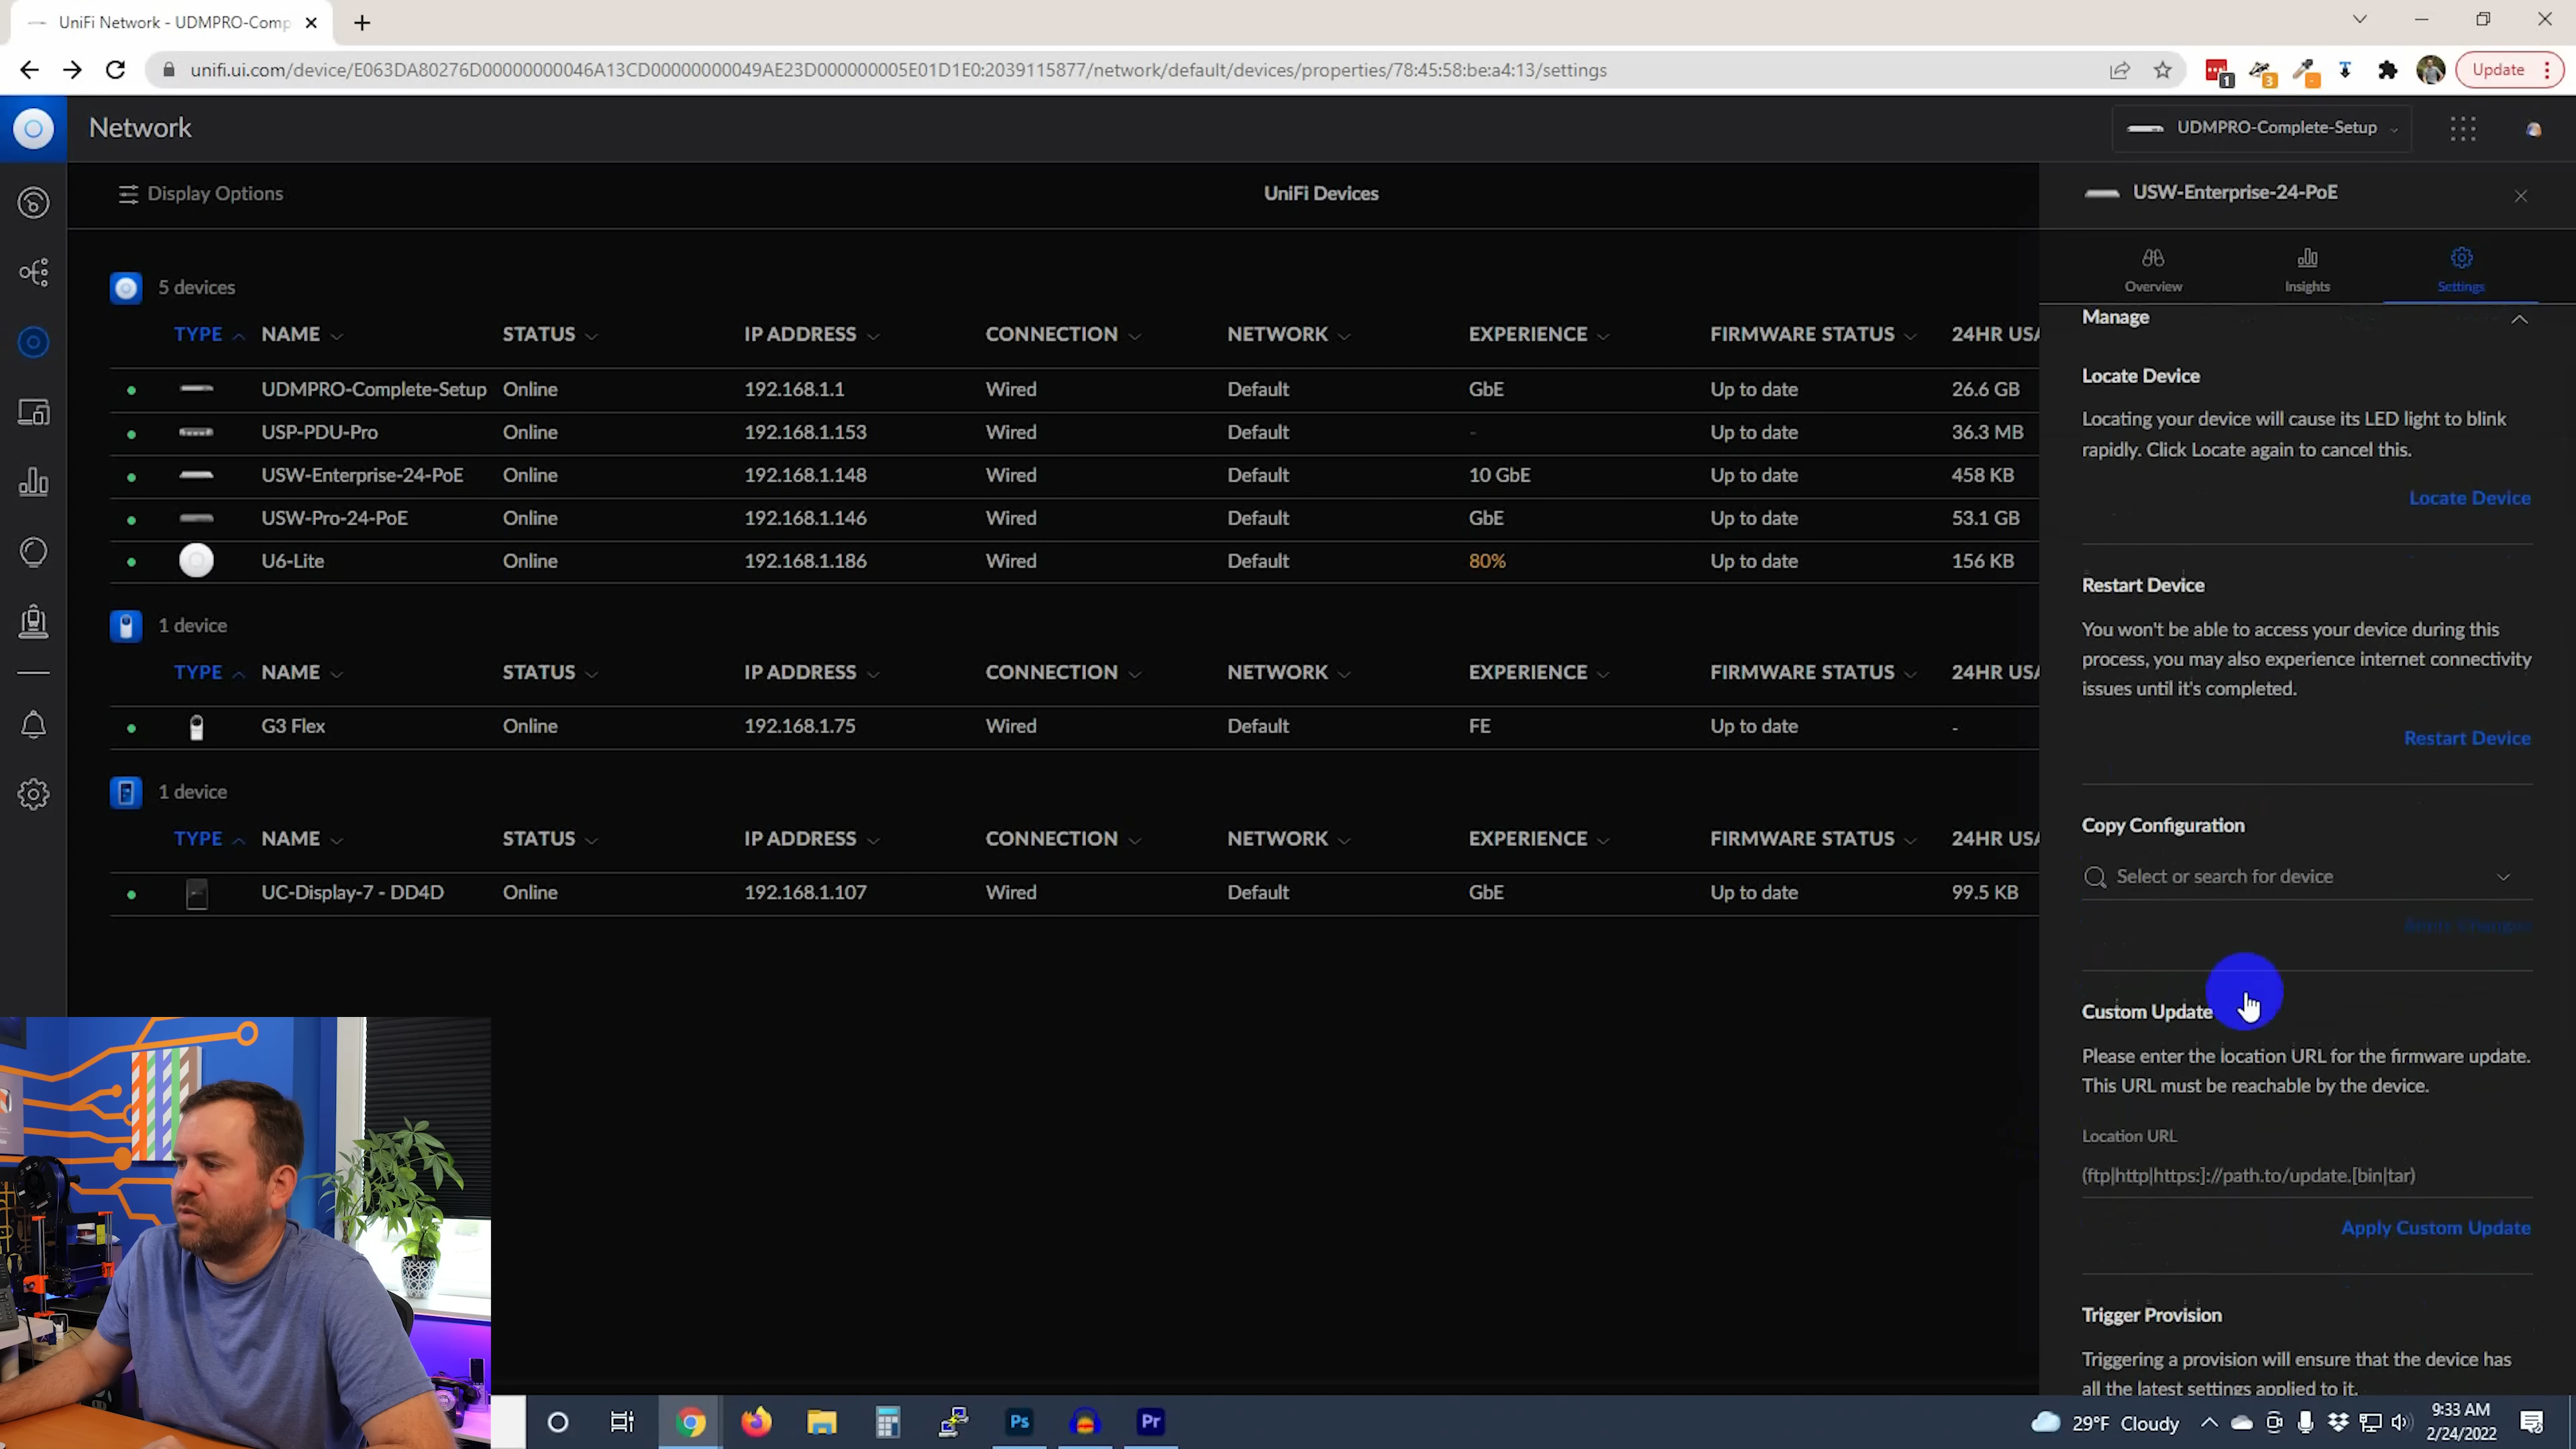 UniFi Network - UDMPRO-Comp
unifi.ui.com/device/E063DA80276D00000000046A13CD00000000049AE23D000000005E01D1E0:2039115877/network/default/devices/properties/78:45:58:be:a4:13/settings
1
3
Update
Network
UDMPRO-Complete-Setup
Display Options
UniFi Devices
5 devices
TYPE NAME STATUS IP ADDRESS CONNECTION NETWORK EXPERIENCE FIRMWARE STATUS 24HR USA
UDMPRO-Complete-Setup Online 192.168.1.1 Wired Default GbE Up to date 26.6 GB
USP-PDU-Pro Online 192.168.1.153 Wired Default - Up to date 36.3 MB
USW-Enterprise-24-PoE Online 192.168.1.148 Wired Default 10 GbE Up to date 458 KB
USW-Pro-24-PoE Online 192.168.1.146 Wired Default GbE Up to date 53.1 GB
U6-Lite Online 192.168.1.186 Wired Default 80% Up to date 156 KB
1 device
TYPE NAME STATUS IP ADDRESS CONNECTION NETWORK EXPERIENCE FIRMWARE STATUS 24HR USA
G3 Flex Online 192.168.1.75 Wired Default FE Up to date -
1 device
TYPE NAME STATUS IP ADDRESS CONNECTION NETWORK EXPERIENCE FIRMWARE STATUS 24HR USA
UC-Display-7 - DD4D Online 192.168.1.107 Wired Default GbE Up to date 99.5 KB
USW-Enterprise-24-PoE
Overview Insights Settings
Manage
Locate Device
Locating your device will cause its LED light to blink
rapidly. Click Locate again to cancel this.
Locate Device
Restart Device
You won't be able to access your device during this
process, you may also experience internet connectivity
issues until it's completed.
Restart Device
Copy Configuration
Select or search for device
Apply Changes
Custom Update
Please enter the location URL for the firmware update.
This URL must be reachable by the device.
Location URL
(ftp|http|https:]://path.to/update.[bin|tar)
Apply Custom Update
Trigger Provision
Triggering a provision will ensure that the device has
all the latest settings applied to it.
Ps
Pr
29°F Cloudy
9:33 AM
2/24/2022